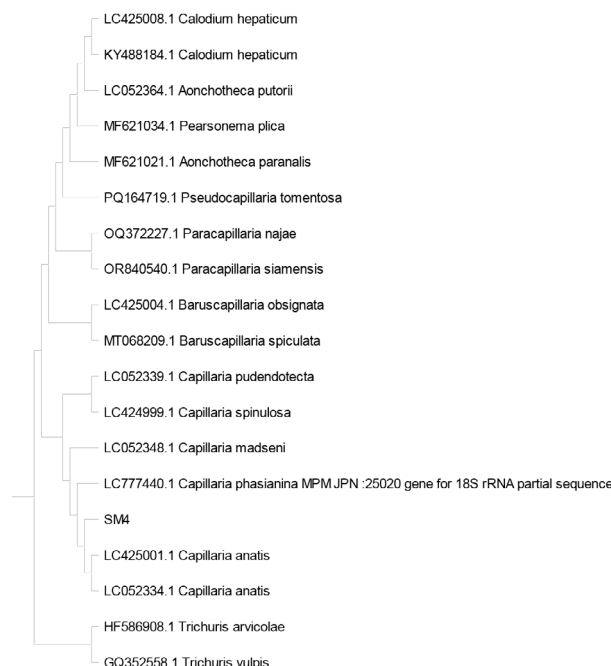 LC425008.1 Calodium hepaticum
KY488184.1 Calodium hepaticum
LC052364.1 Aonchotheca putorii
MF621034.1 Pearsonema plica
MF621021.1 Aonchotheca paranalis
PQ164719.1 Pseudocapillaria tomentosa
OQ372227.1 Paracapillaria najae
OR840540.1 Paracapillaria siamensis
LC425004.1 Baruscapillaria obsignata
MT068209.1 Baruscapillaria spiculata
LC052339.1 Capillaria pudendotecta
LC424999.1 Capillaria spinulosa
LC052348.1 Capillaria madseni
LC777440.1 Capillaria phasianina MPM JPN :25020 gene for 18S rRNA partial sequence
SM4
LC425001.1 Capillaria anatis
LC052334.1 Capillaria anatis
HF586908.1 Trichuris arvicolae
GQ352558.1 Trichuris vulpis